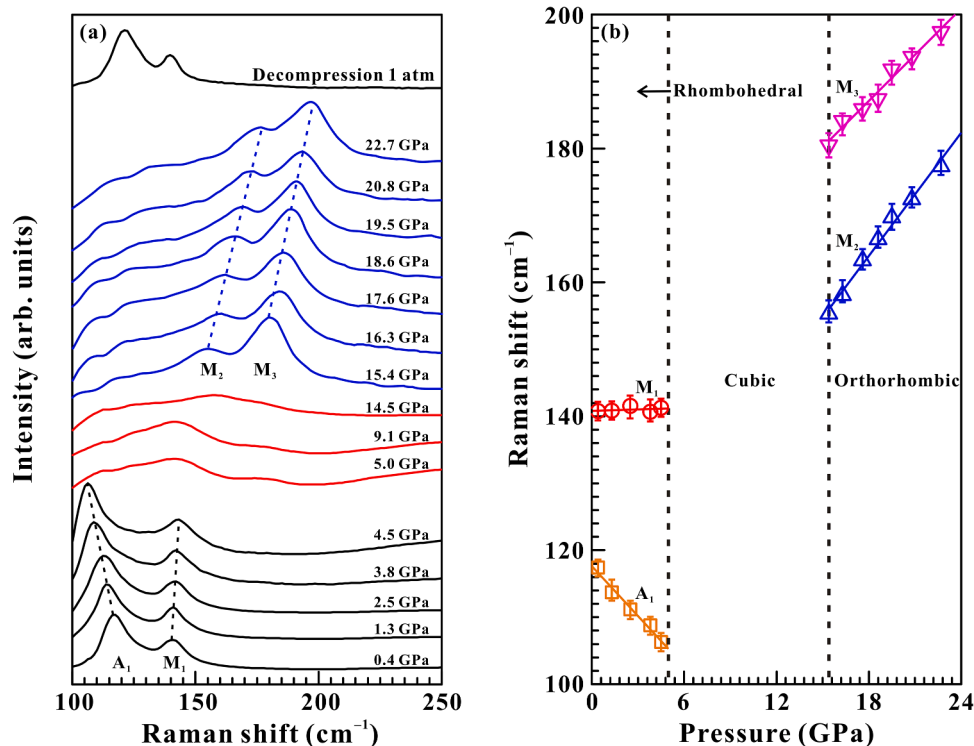 (a)
Decompression 1 atm
22.7 GPa
20.8 GPa
19.5 GPa
18.6 GPa
17.6 GPa
16.3 GPa
15.4 GPa
M₂ M₃
14.5 GPa
9.1 GPa
5.0 GPa
4.5 GPa
3.8 GPa
2.5 GPa
1.3 GPa
0.4 GPa
A₁ M₁
100 150 200 250
Raman shift (cm⁻¹)
Intensity (arb. units)
(b)
200
180
160
140
120
100
Rhombohedral
M₃
M₂
Cubic
Orthorhombic
M₁
A₁
0 6 12 18 24
Pressure (GPa)
Raman shift (cm⁻¹)